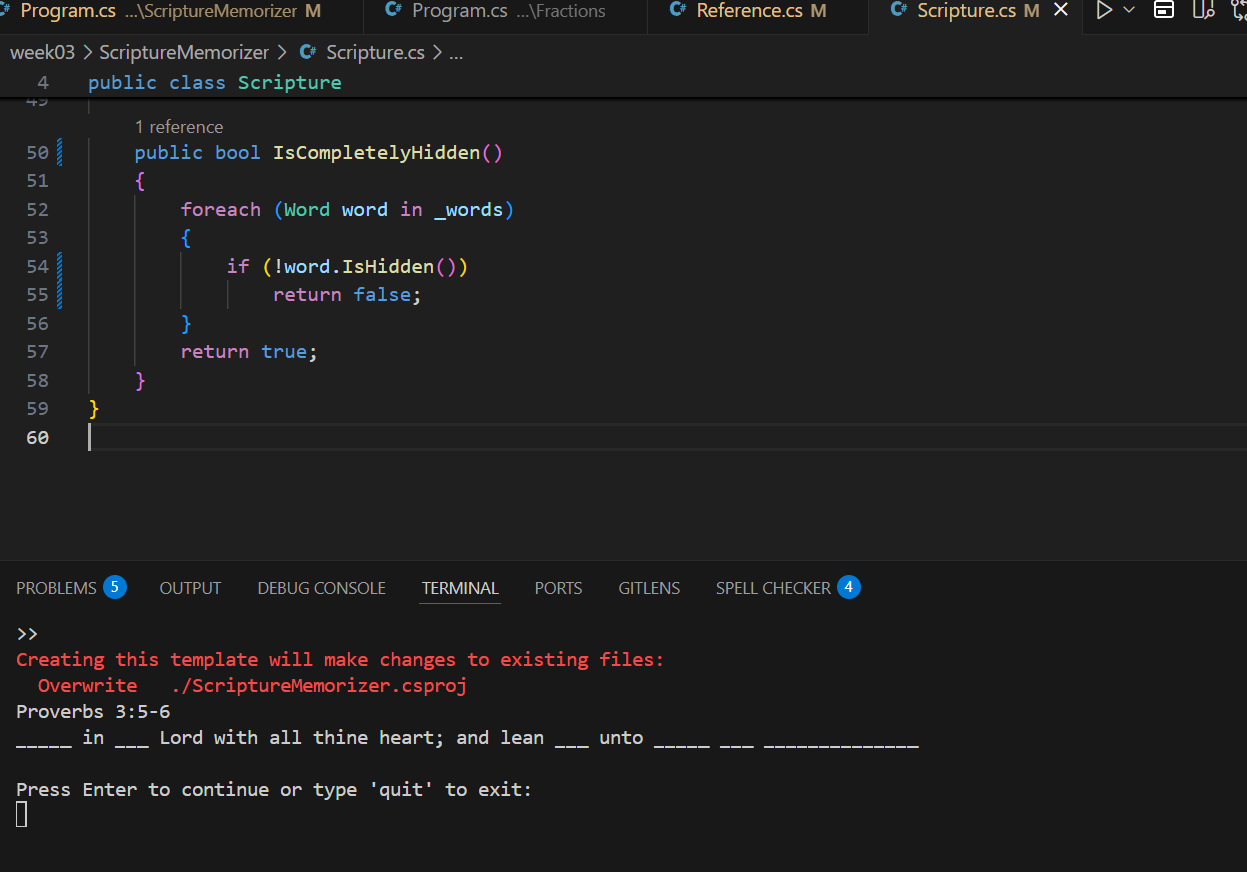 Program.cs ...\ScriptureMemorizer M Program.cs ...\Fractions Reference.cs M Scripture.cs M
week03 > ScriptureMemorizer > Scripture.cs > ...
4 public class Scripture
49
1 reference
50 public bool IsCompletelyHidden()
51 {
52 foreach (Word word in _words)
53 {
54 if (!word.IsHidden())
55 return false;
56 }
57 return true;
58 }
59 }
60
PROBLEMS 5 OUTPUT DEBUG CONSOLE TERMINAL PORTS GITLENS SPELL CHECKER 4
>>
Creating this template will make changes to existing files:
Overwrite ./ScriptureMemorizer.csproj
Proverbs 3:5-6
_____ in ___ Lord with all thine heart; and lean ___ unto _____ ___ ______________
Press Enter to continue or type 'quit' to exit: